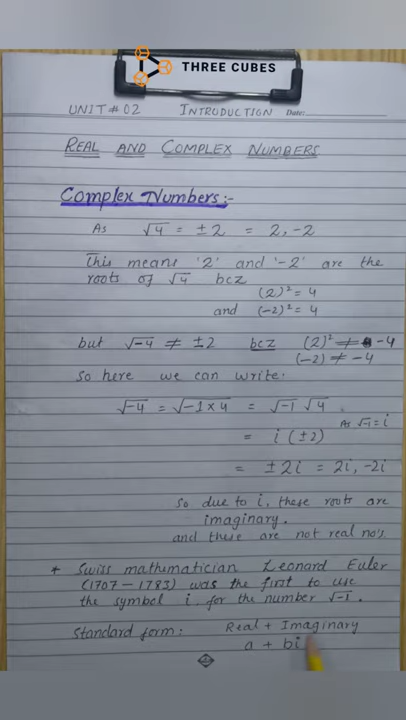 THREE CUBES
UNIT # 02 INTRODUCTION Date:
REAL AND COMPLEX NUMBERS
Complex Numbers:-
As √4 = ±2 = 2, -2
This means '2' and '-2' are the
roots of √4 bcz
(2)² = 4
and (-2)² = 4
but √-4 ≠ ±2 bcz (2)² ≠ -4
(-2) ≠ -4
So here we can write:
√-4 = √-1×4 = √-1 √4
As √-1 = i
= i (±2)
= ±2i = 2i, -2i
So due to i, these roots are
imaginary.
and these are not real no's.
* Swiss mathematician Leonard Euler
(1707 - 1783) was the first to use
the symbol i, for the number √-1.
Standard form: Real + Imaginary
a + bi